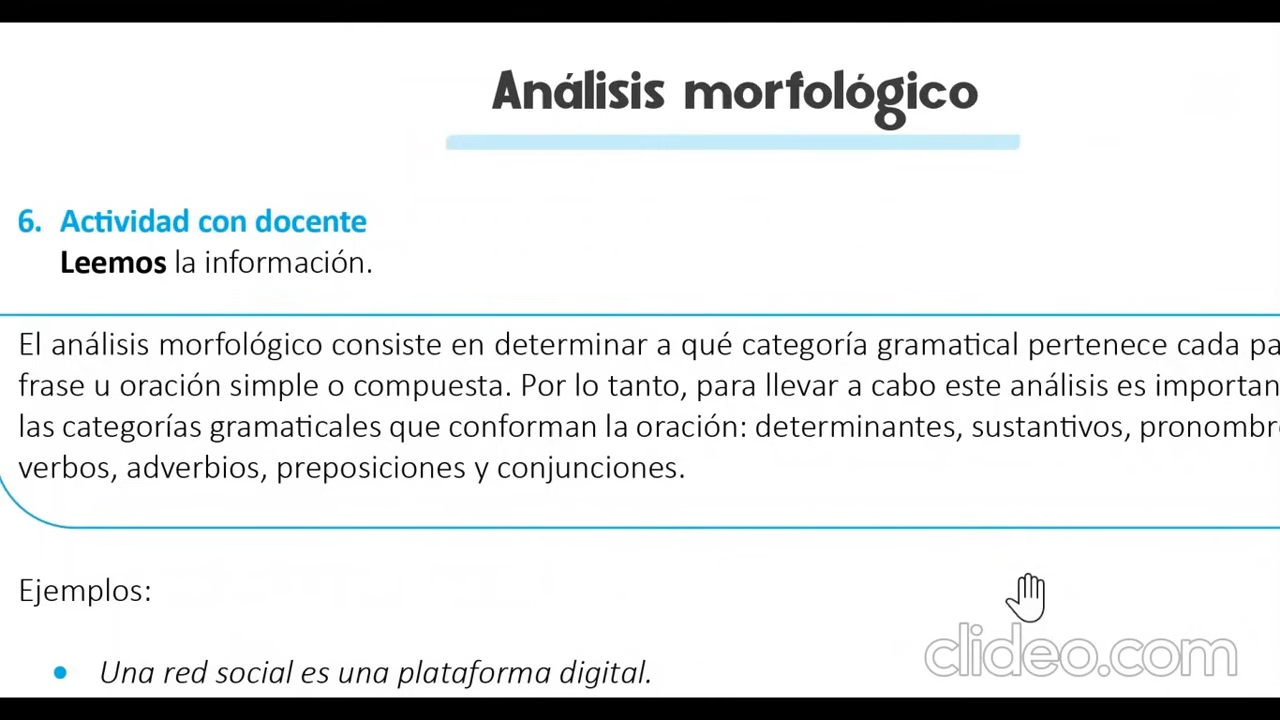 Análisis morfológico
6. Actividad con docente
Leemos la información.
El análisis morfológico consiste en determinar a qué categoría gramatical pertenece cada
frase u oración simple o compuesta. Por lo tanto, para llevar a cabo este análisis es
las categorías gramaticales que conforman la oración: determinantes, sustantivos,
verbos, adverbios, preposiciones y conjunciones.
Ejemplos:
• Una red social es una plataforma digital.
clideo.com